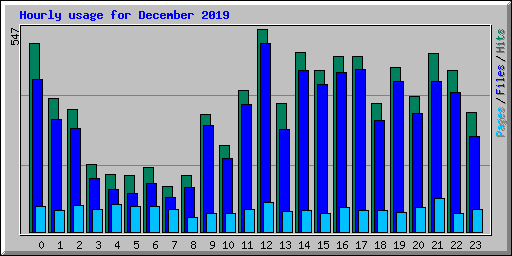 Hourly usage for December 2019
547
Pages/Files/Hits
0 1 2 3 4 5 6 7 8 9 10 11 12 13 14 15 16 17 18 19 20 21 22 23